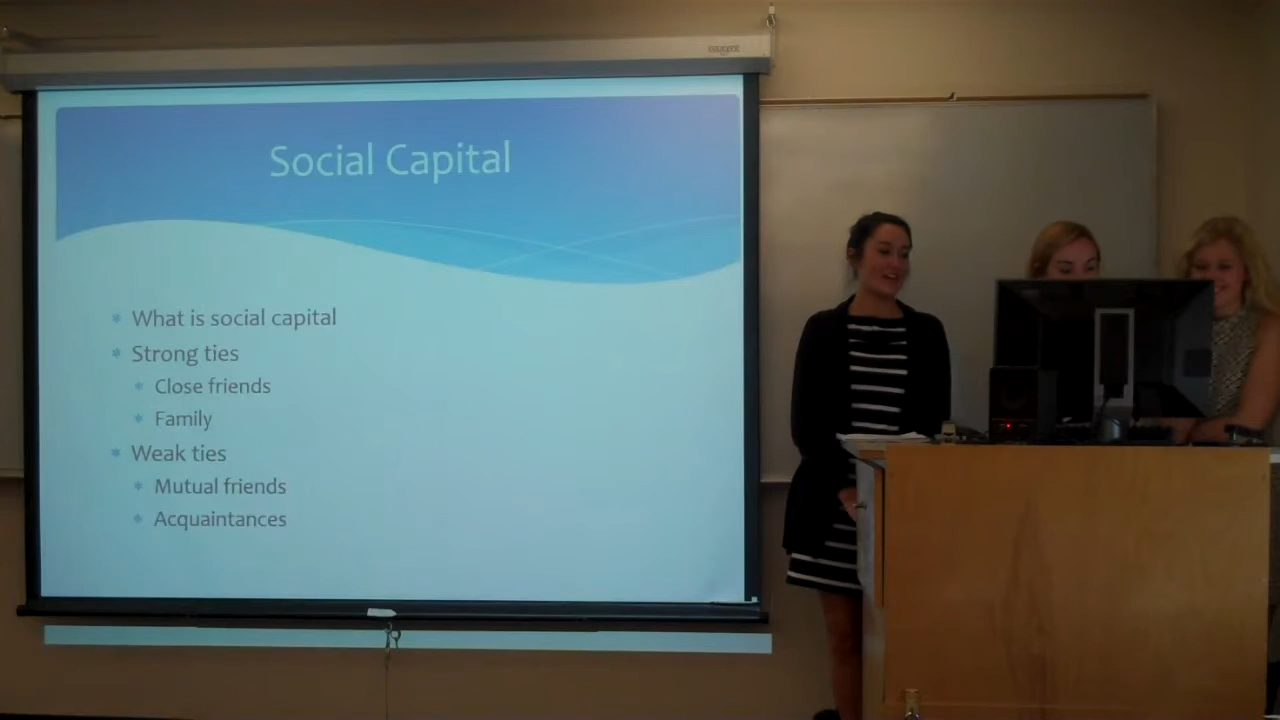 Social Capital
What is social capital
Strong ties
Close friends
Family
Weak ties
Mutual friends
Acquaintances